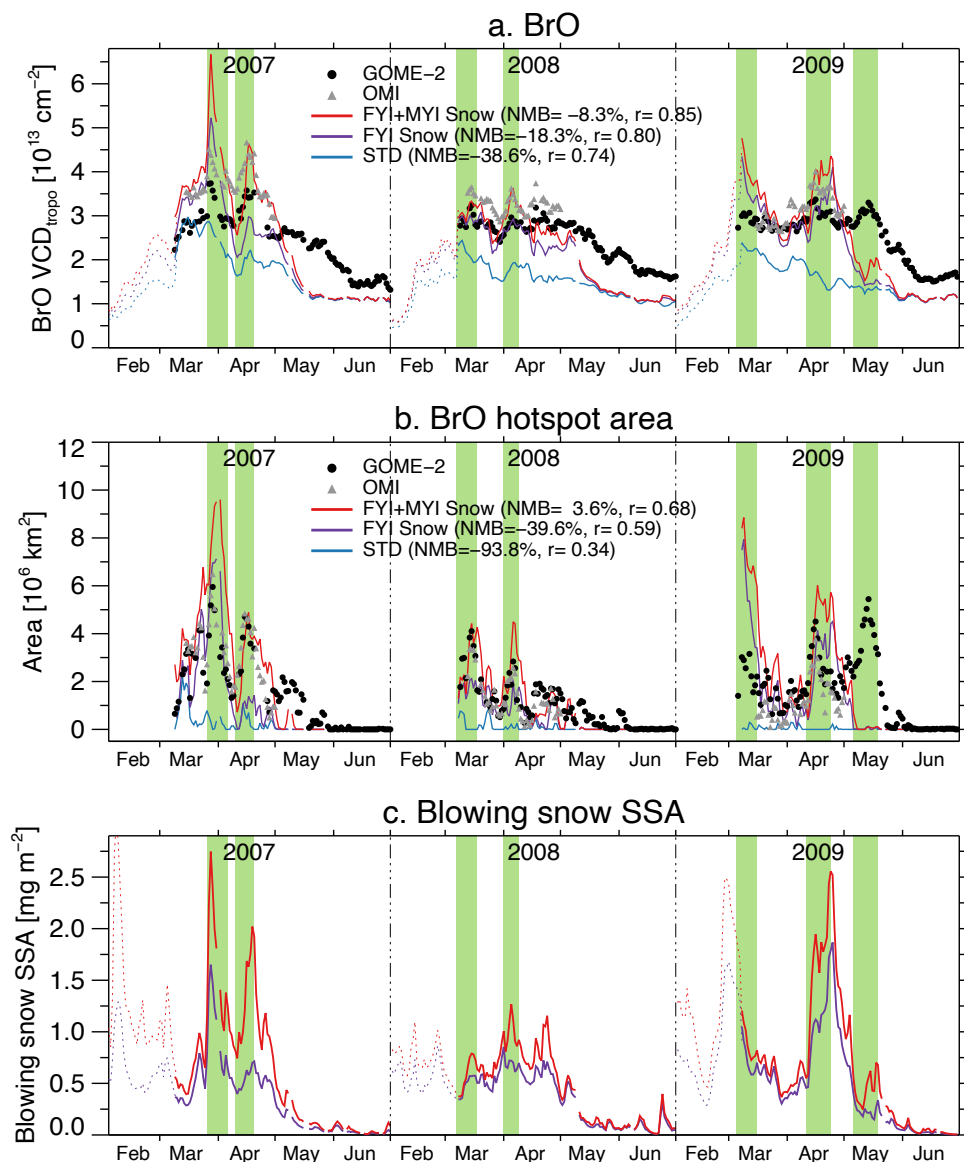 a. BrO
2007 2008 2009
GOME-2
OMI
FYI+MYI Snow (NMB= −8.3%, r= 0.85)
FYI Snow (NMB=−18.3%, r= 0.80)
STD (NMB=−38.6%, r= 0.74)
BrO VCD_tropo [10^13 cm^-2]
6
5
4
3
2
1
0
Feb Mar Apr May Jun Feb Mar Apr May Jun Feb Mar Apr May Jun
b. BrO hotspot area
2007 2008 2009
GOME-2
OMI
FYI+MYI Snow (NMB= 3.6%, r= 0.68)
FYI Snow (NMB=−39.6%, r= 0.59)
STD (NMB=−93.8%, r= 0.34)
Area [10^6 km^2]
12
10
8
6
4
2
0
Feb Mar Apr May Jun Feb Mar Apr May Jun Feb Mar Apr May Jun
c. Blowing snow SSA
2007 2008 2009
Blowing snow SSA [mg m^-2]
2.5
2.0
1.5
1.0
0.5
0.0
Feb Mar Apr May Jun Feb Mar Apr May Jun Feb Mar Apr May Jun